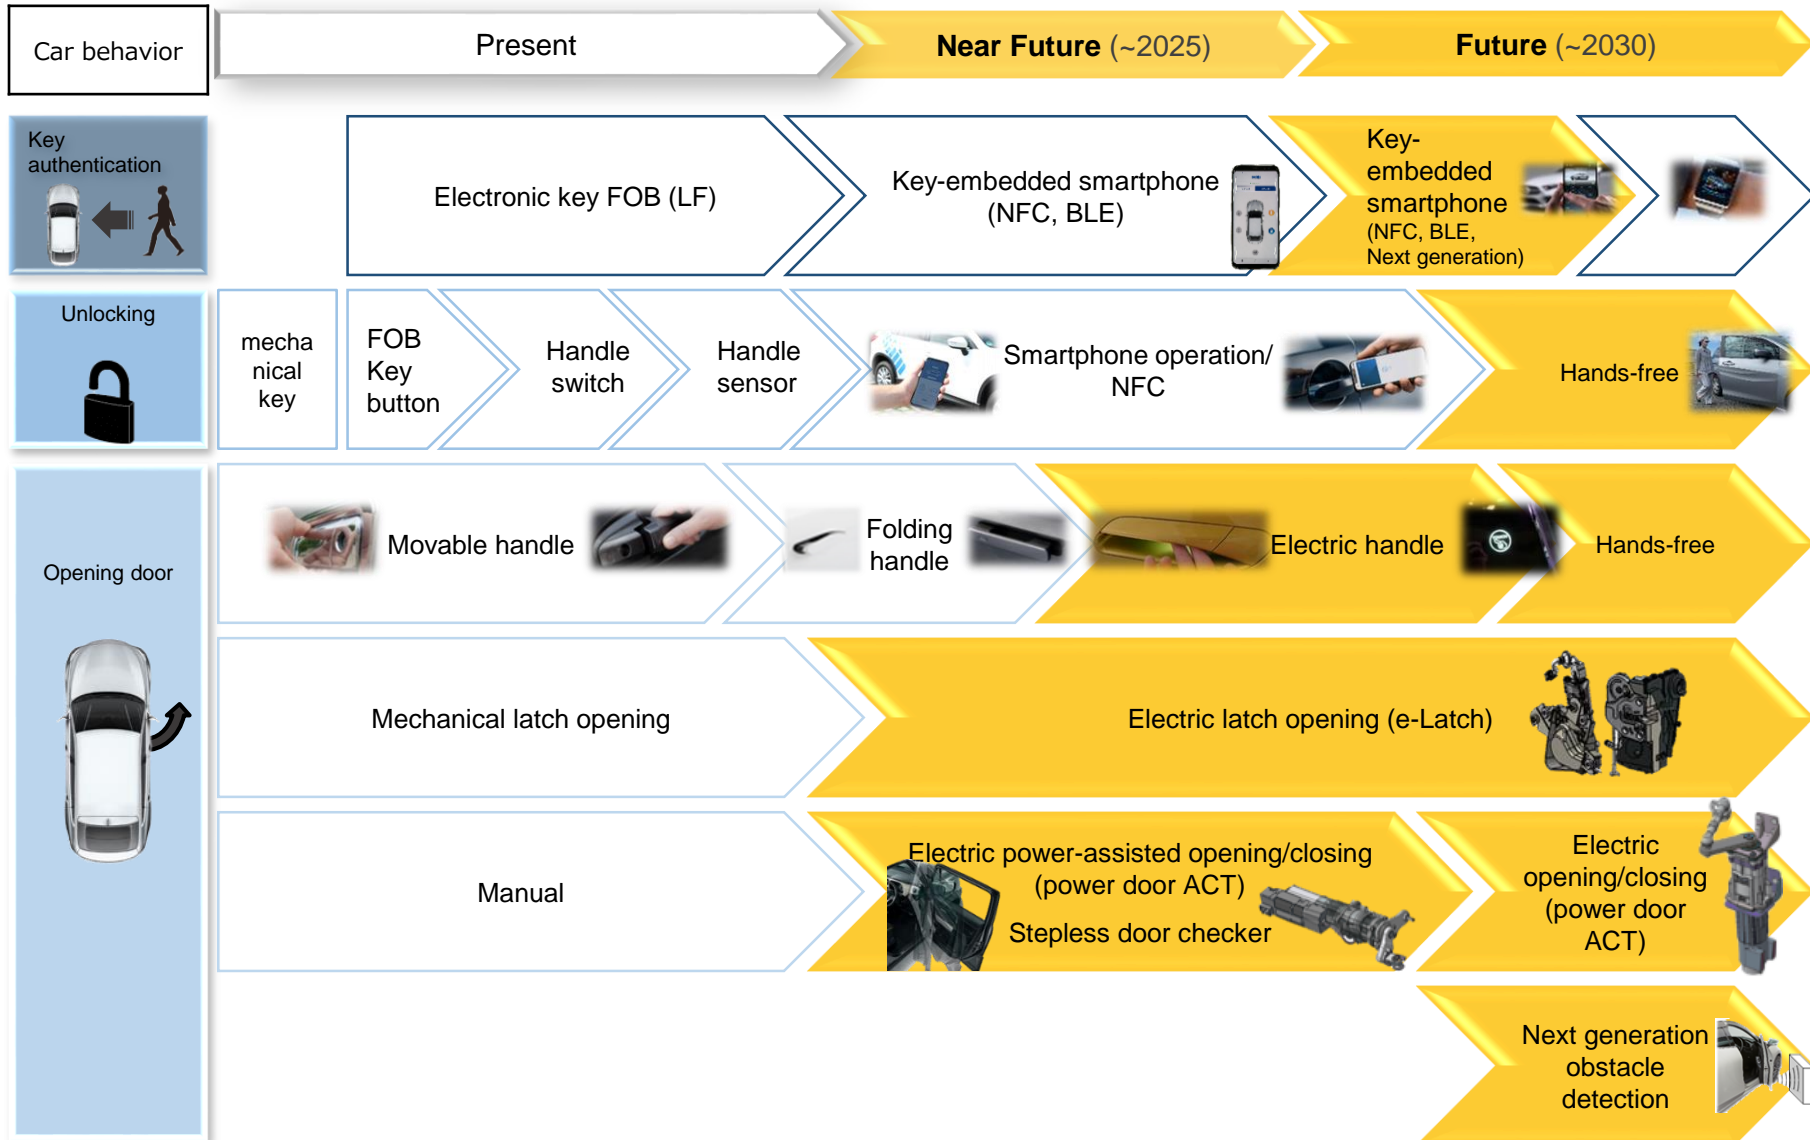 Car behavior
Present
Near Future (~2025)
Future (~2030)
Key
authentication
Electronic key FOB (LF)
Key-embedded smartphone
(NFC, BLE)
Key-
embedded
smartphone
(NFC, BLE,
Next generation)
Unlocking
mecha
nical
key
FOB
Key
button
Handle
switch
Handle
sensor
Smartphone operation/
NFC
Hands-free
Opening door
Movable handle
Folding
handle
Electric handle
Hands-free
Mechanical latch opening
Electric latch opening (e-Latch)
Manual
Electric power-assisted opening/closing
(power door ACT)
Stepless door checker
Electric
opening/closing
(power door
ACT)
Next generation
obstacle
detection